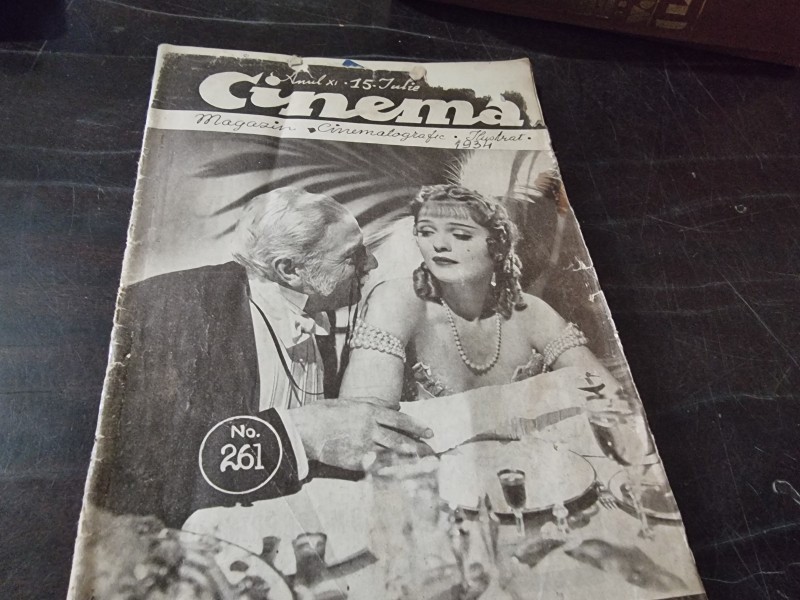 Anul XI · 15 · Iulie
Cinema
Magazin · Cinematografic · Ilustrat ·
1934
No.
261